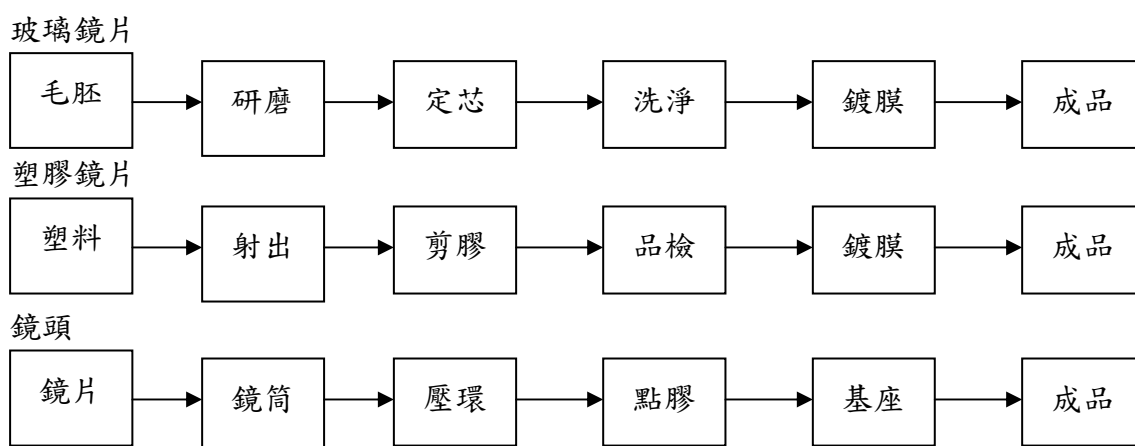 玻璃鏡片
毛胚 研磨 定芯 洗淨 鍍膜 成品
塑膠鏡片
塑料 射出 剪膠 品檢 鍍膜 成品
鏡頭
鏡片 鏡筒 壓環 點膠 基座 成品